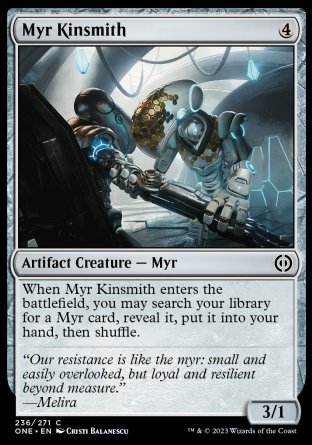 Myr Kinsmith 4
Artifact Creature — Myr
When Myr Kinsmith enters the
battlefield, you may search your library
for a Myr card, reveal it, put it into your
hand, then shuffle.
“Our resistance is like the myr: small and
easily overlooked, but loyal and resilient
beyond measure.”
—Melira
3/1
236/271 C
ONE • EN Cristi Balanescu
™ & © 2023 Wizards of the Coast